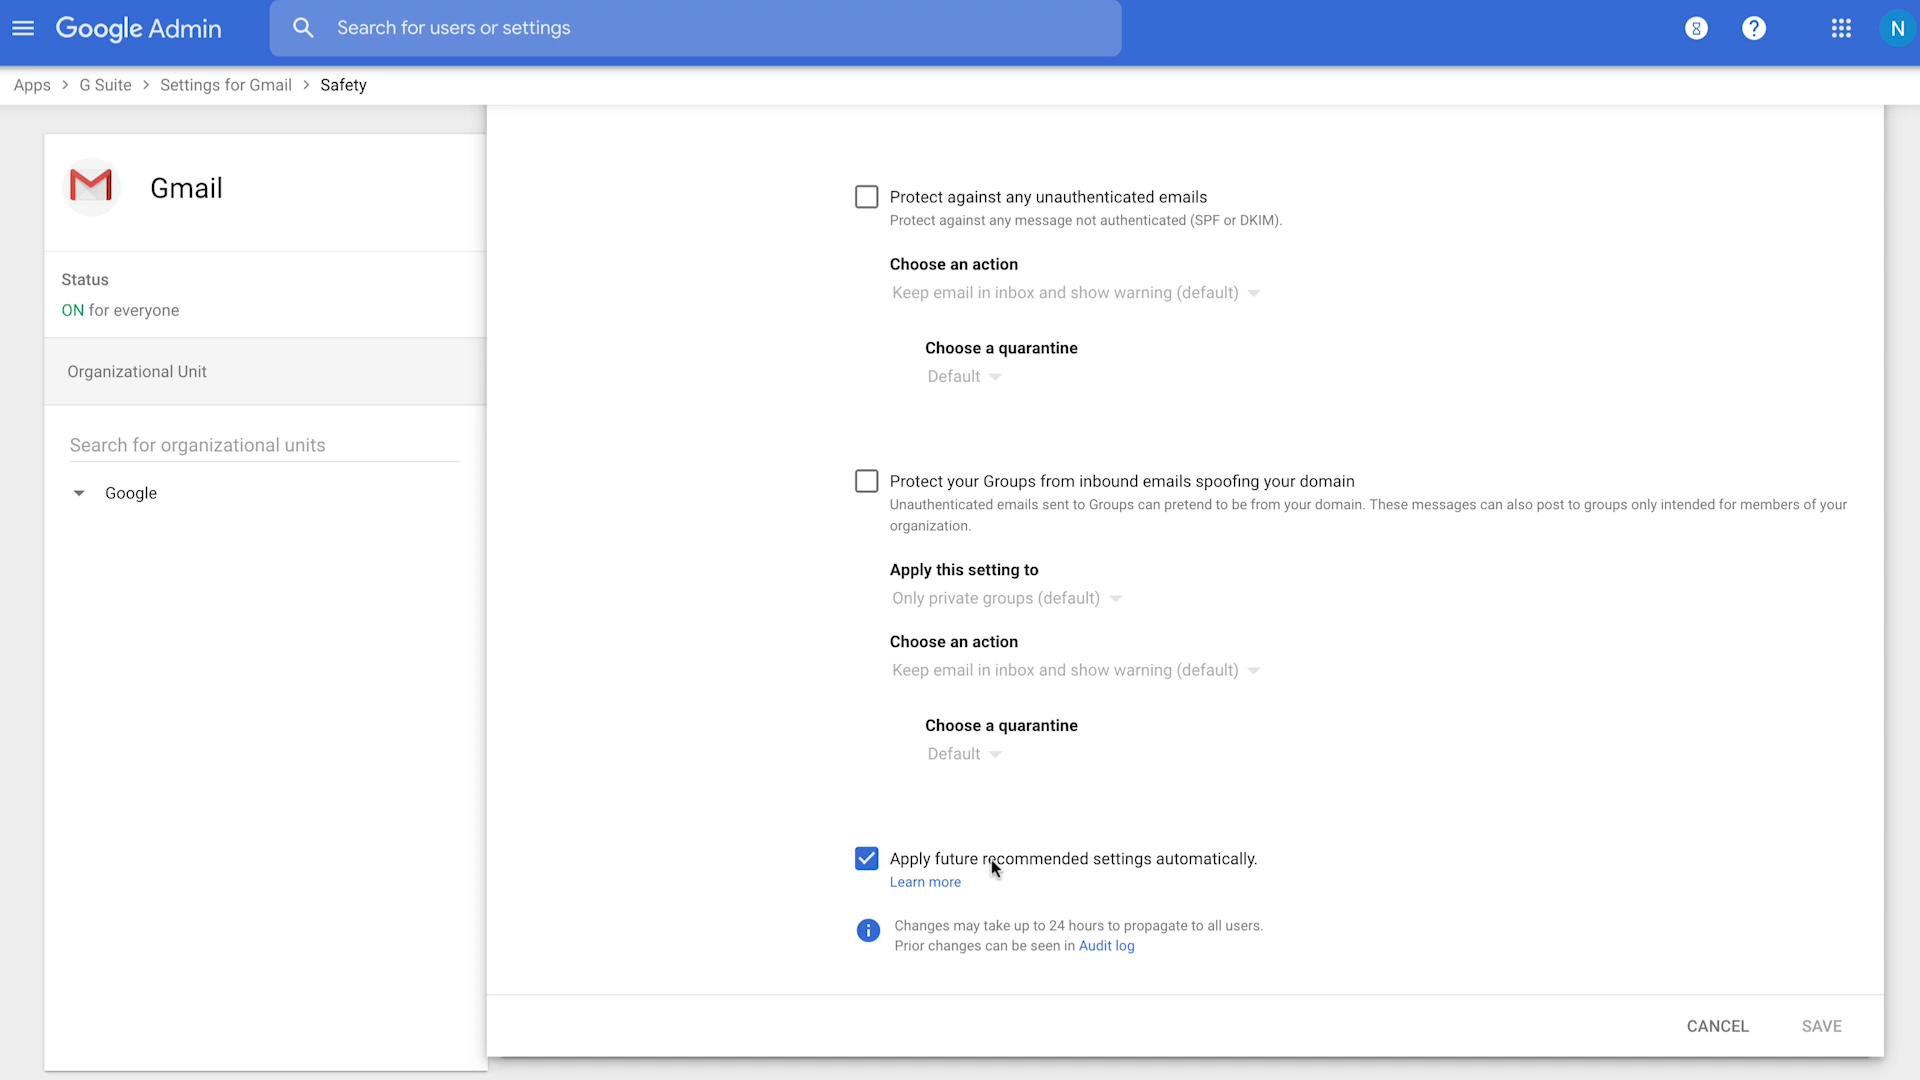 Google Admin
Search for users or settings
N
Apps > G Suite > Settings for Gmail > Safety
Gmail
Status
ON for everyone
Organizational Unit
Search for organizational units
Google
Protect against any unauthenticated emails
Protect against any message not authenticated (SPF or DKIM).
Choose an action
Keep email in inbox and show warning (default)
Choose a quarantine
Default
Protect your Groups from inbound emails spoofing your domain
Unauthenticated emails sent to Groups can pretend to be from your domain. These messages can also post to groups only intended for members of your
organization.
Apply this setting to
Only private groups (default)
Choose an action
Keep email in inbox and show warning (default)
Choose a quarantine
Default
Apply future recommended settings automatically.
Learn more
Changes may take up to 24 hours to propagate to all users.
Prior changes can be seen in Audit log
CANCEL
SAVE